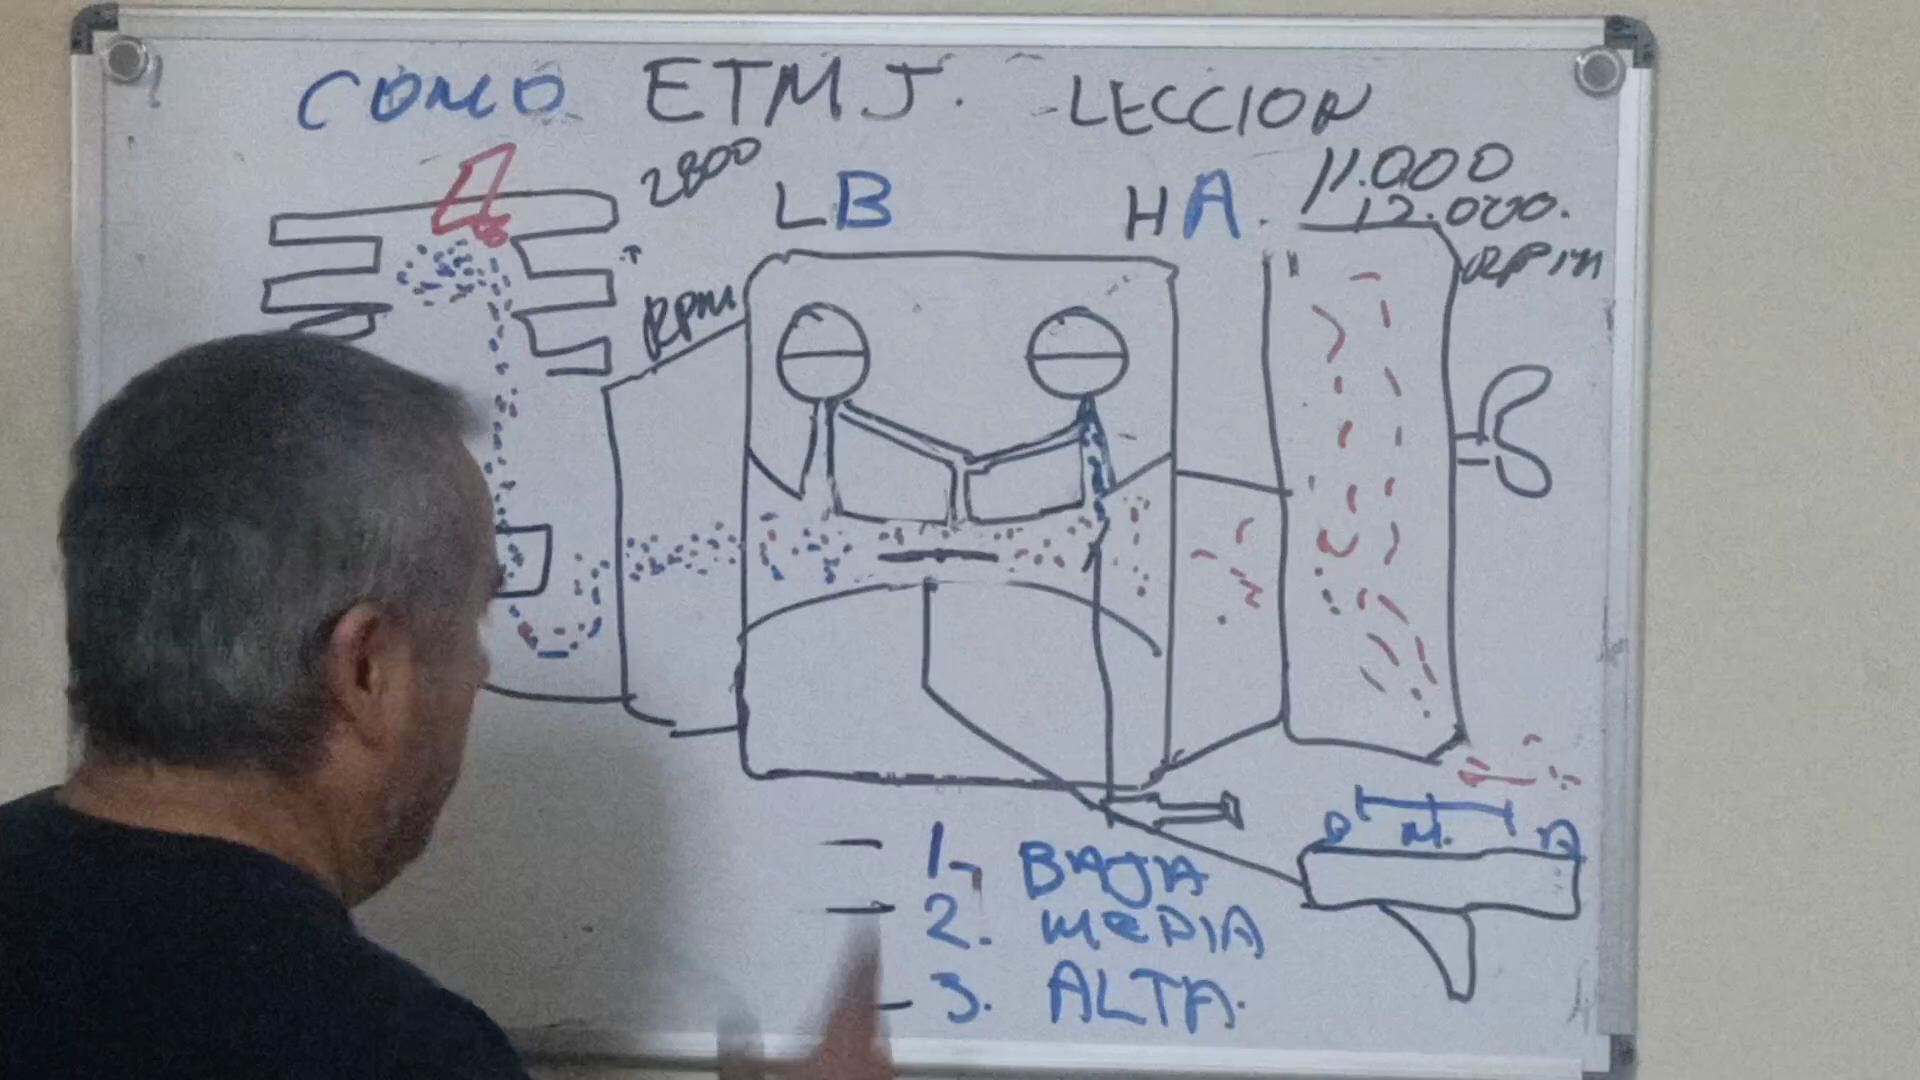 COMO ETMJ. LECCION
2800
RPM
LB
HA.
11.000
12.000.
RPM
M.
1. BAJA
2. MEDIA
3. ALTA.